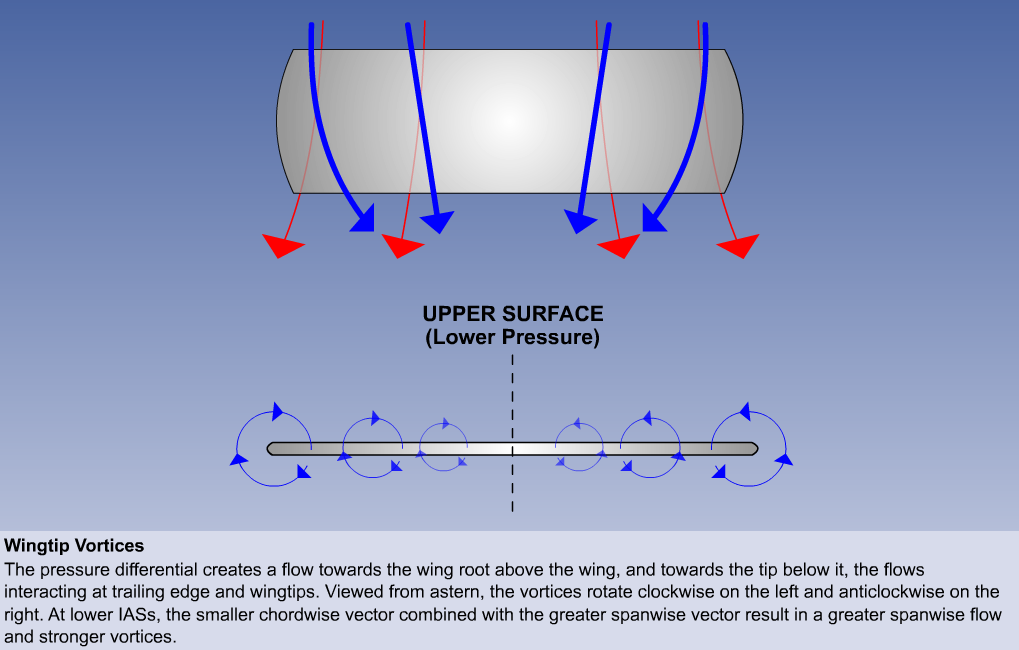 UPPER SURFACE
(Lower Pressure)
Wingtip Vortices
The pressure differential creates a flow towards the wing root above the wing, and towards the tip below it, the flows
interacting at trailing edge and wingtips. Viewed from astern, the vortices rotate clockwise on the left and anticlockwise on the
right. At lower IASs, the smaller chordwise vector combined with the greater spanwise vector result in a greater spanwise flow
and stronger vortices.